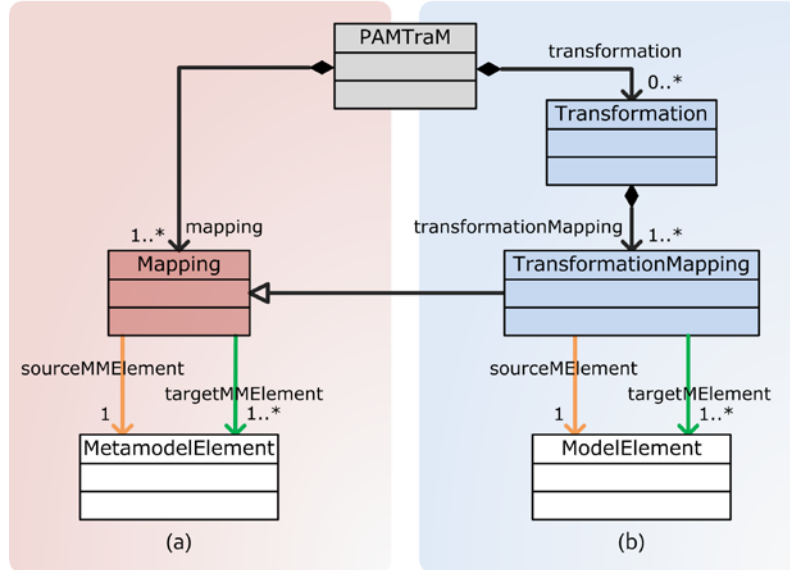 PAMTraM
transformation
0..*
Transformation
mapping
1..*
transformationMapping
1..*
Mapping
TransformationMapping
sourceMMElement
targetMMElement
1
1..*
sourceMElement
targetMElement
1
1..*
MetamodelElement
ModelElement
(a)
(b)